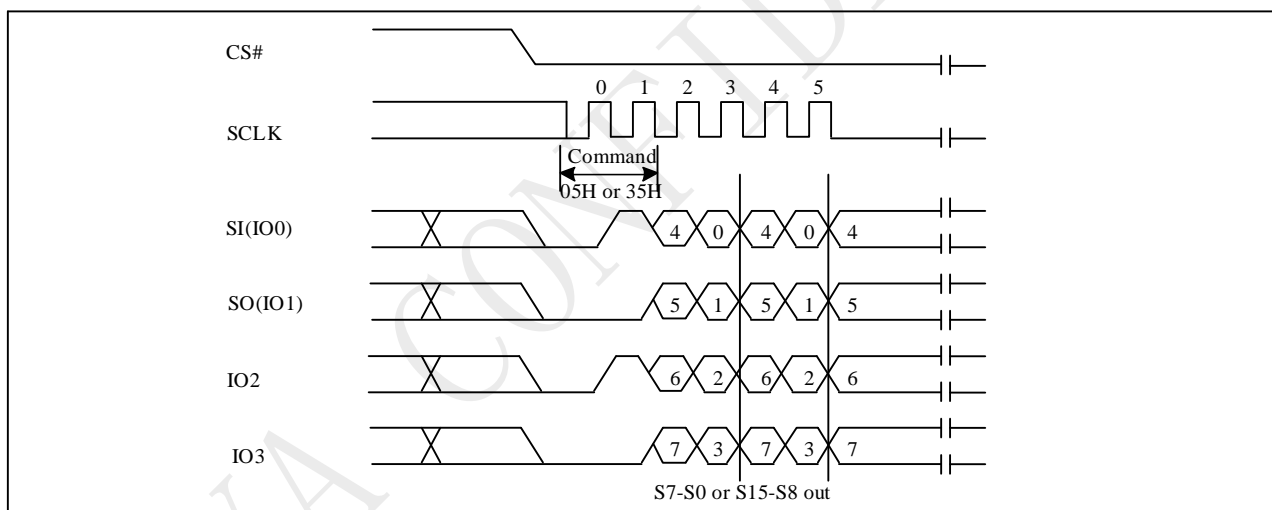 CS#
0 1 2 3 4 5
SCLK
Command
05H or 35H
SI(IO0) 4 0 4 0 4
SO(IO1) 5 1 5 1 5
IO2 6 2 6 2 6
IO3 7 3 7 3 7
S7-S0 or S15-S8 out